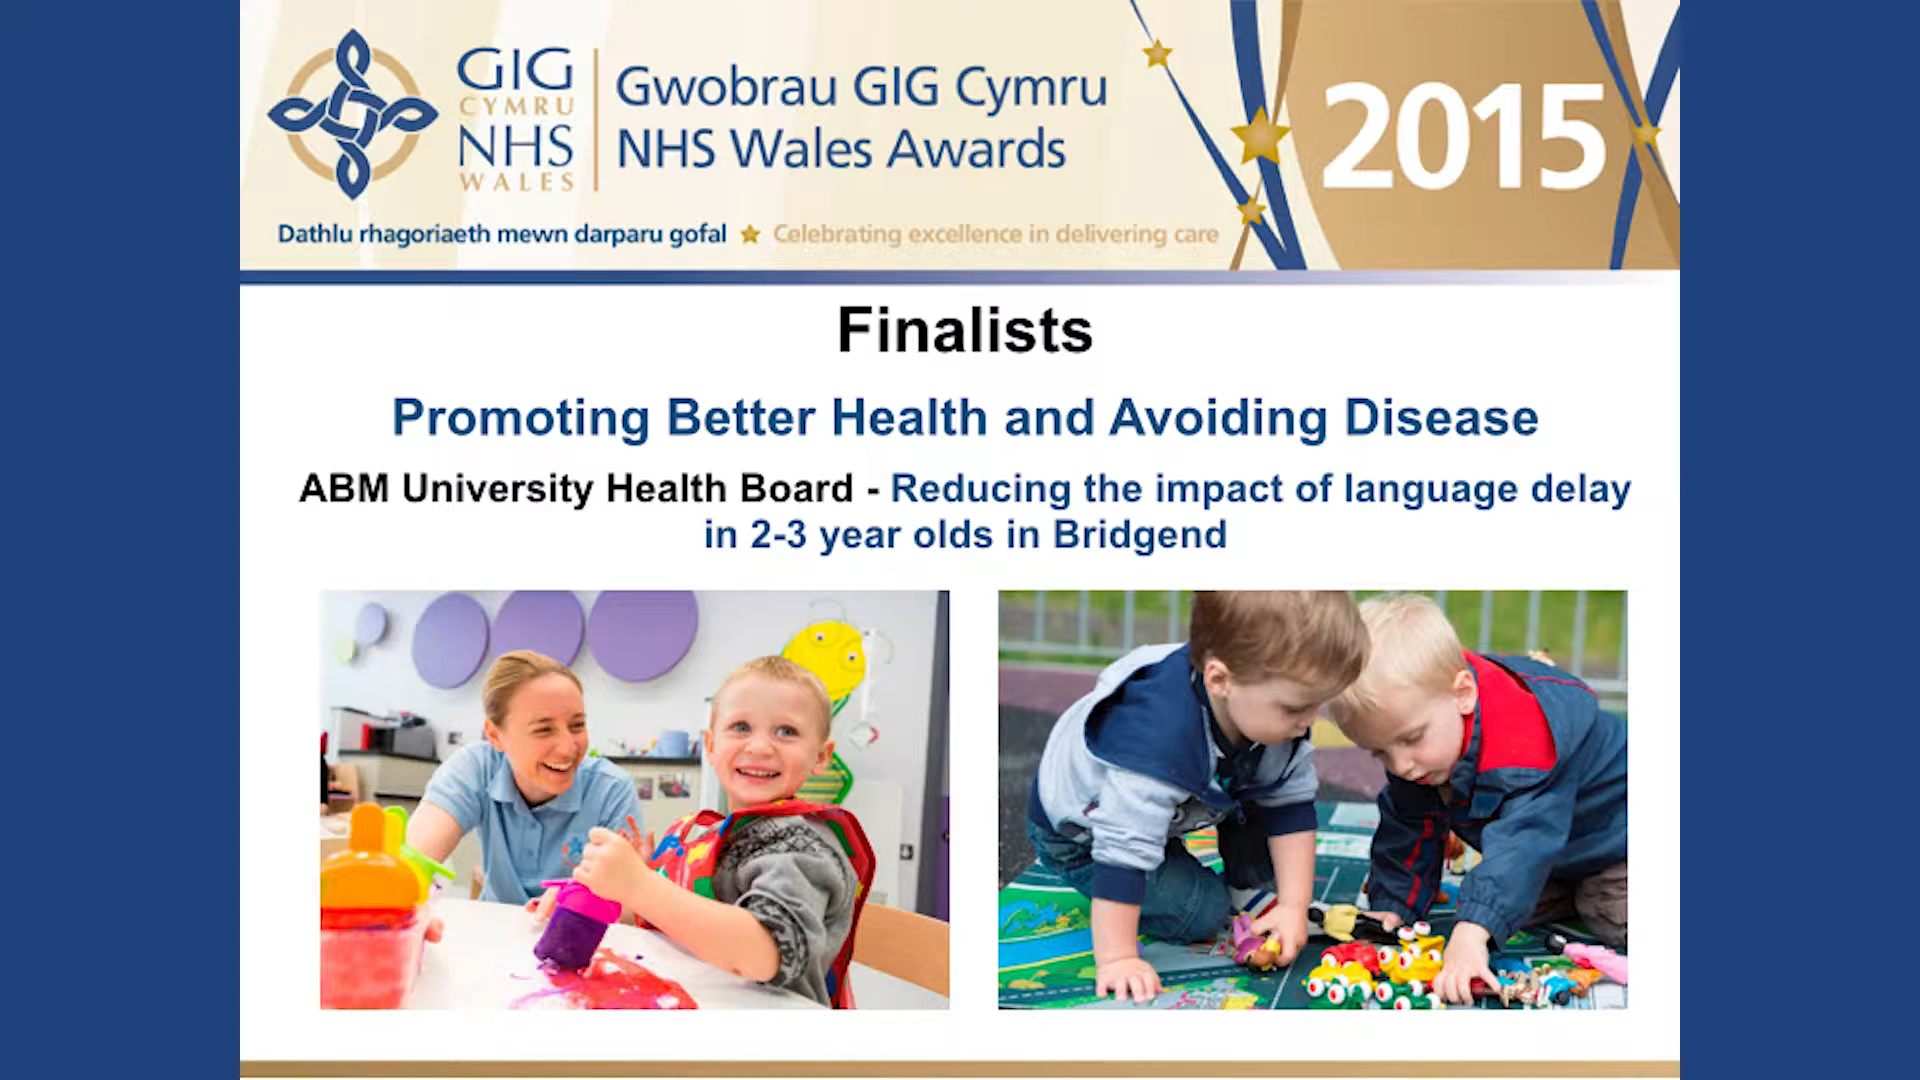 GIG
CYMRU
NHS
WALES
Gwobrau GIG Cymru
NHS Wales Awards
2015
Dathlu rhagoriaeth mewn darparu gofal ★ Celebrating excellence in delivering care
Finalists
Promoting Better Health and Avoiding Disease
ABM University Health Board - Reducing the impact of language delay
in 2-3 year olds in Bridgend